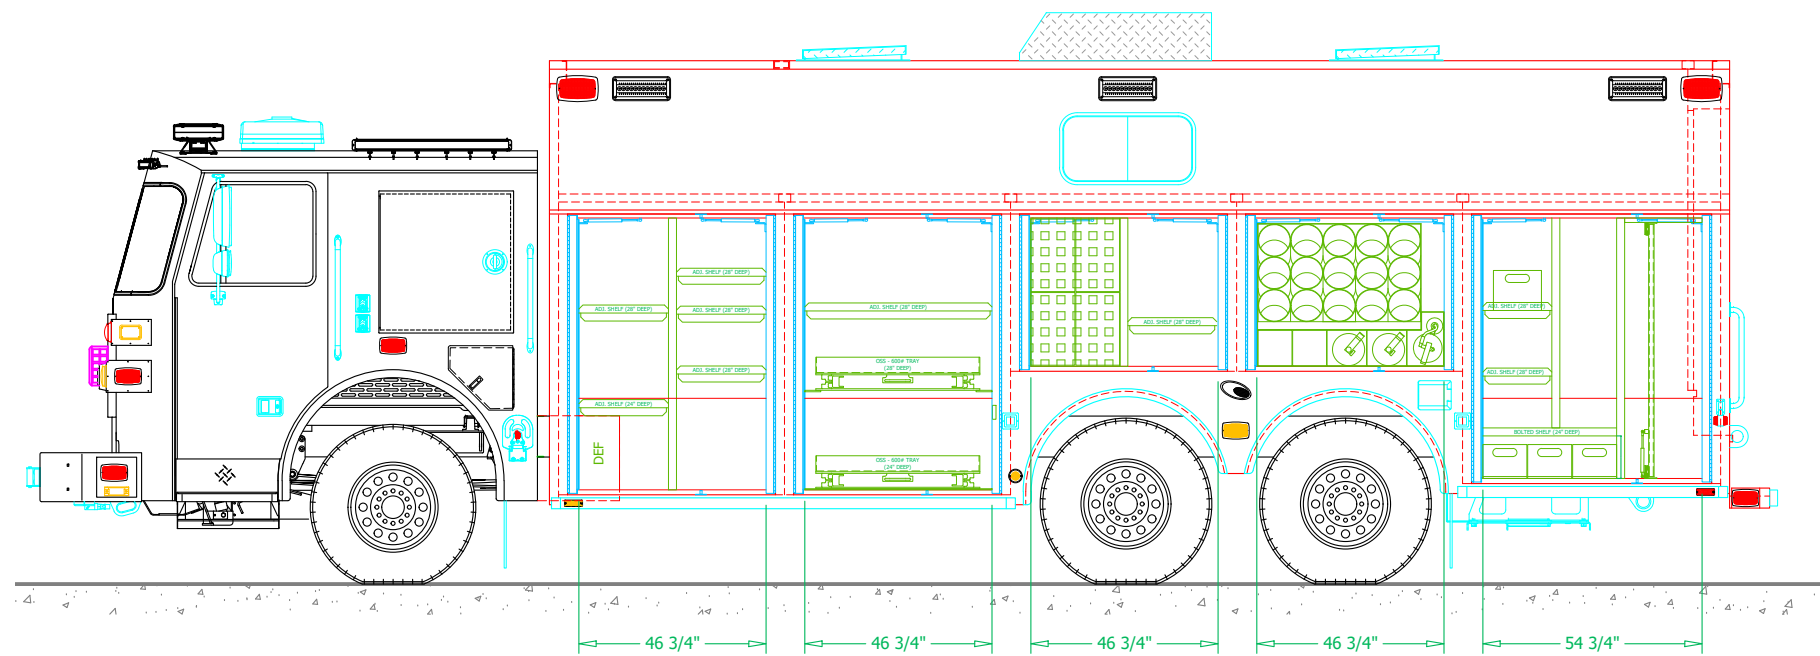 ADJ. SHELF (28" DEEP)
ADJ. SHELF (28" DEEP)
ADJ. SHELF (28" DEEP)
ADJ. SHELF (28" DEEP)
ADJ. SHELF (24" DEEP)
DEF
ADJ. SHELF (28" DEEP)
OSS - 600# TRAY
(28" DEEP)
OSS - 600# TRAY
(24" DEEP)
ADJ. SHELF (28" DEEP)
ADJ. SHELF (28" DEEP)
ADJ. SHELF (28" DEEP)
BOLTED SHELF (24" DEEP)
46 3/4"
46 3/4"
46 3/4"
46 3/4"
54 3/4"